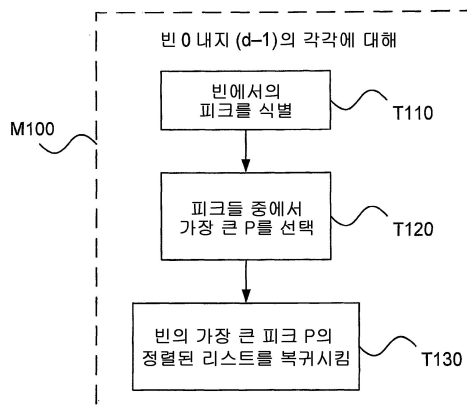 빈 0 내지 (d–1)의 각각에 대해
빈에서의
피크를 식별
T110
M100
피크들 중에서
가장 큰 P를 선택
T120
빈의 가장 큰 피크 P의
정렬된 리스트를 복귀시킴
T130